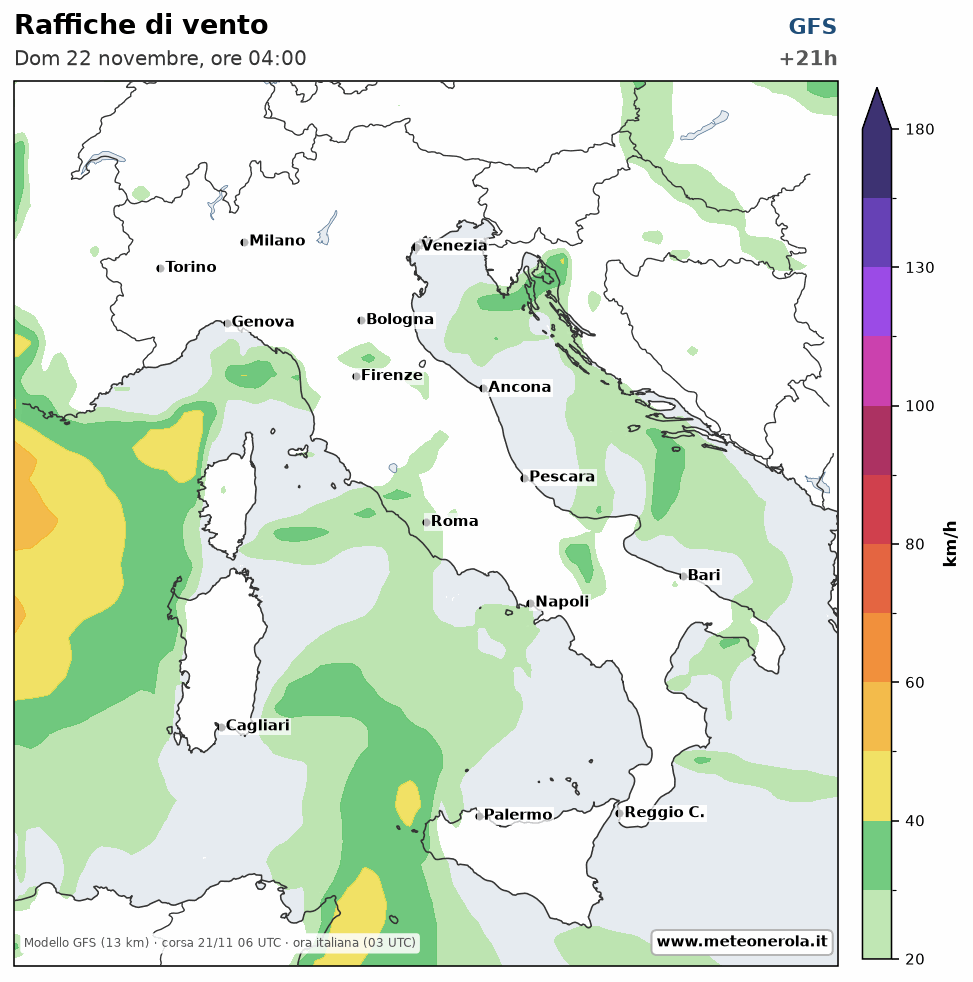 Raffiche di vento
GFS
Dom 22 novembre, ore 04:00
+21h
Milano
Venezia
Torino
Genova
Bologna
Firenze
Ancona
Pescara
Roma
Bari
Napoli
Cagliari
Palermo
Reggio C.
Modello GFS (13 km) · corsa 21/11 06 UTC · ora italiana (03 UTC)
www.meteonerola.it
180
130
100
80
60
40
20
km/h